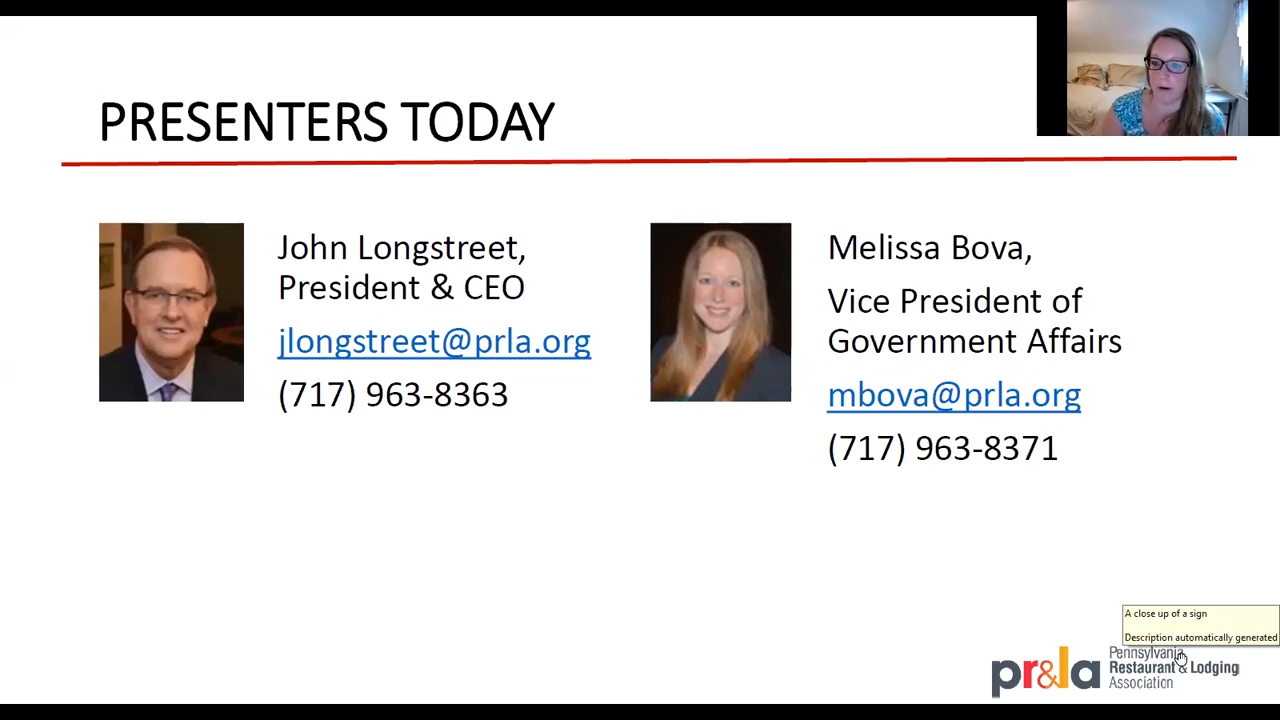 PRESENTERS TODAY
John Longstreet,
President & CEO
jlongstreet@prla.org
(717) 963-8363
Melissa Bova,
Vice President of
Government Affairs
mbova@prla.org
(717) 963-8371
A close up of a sign
Description automatically generated
pr&la
Pennsylvania
Restaurant & Lodging
Association